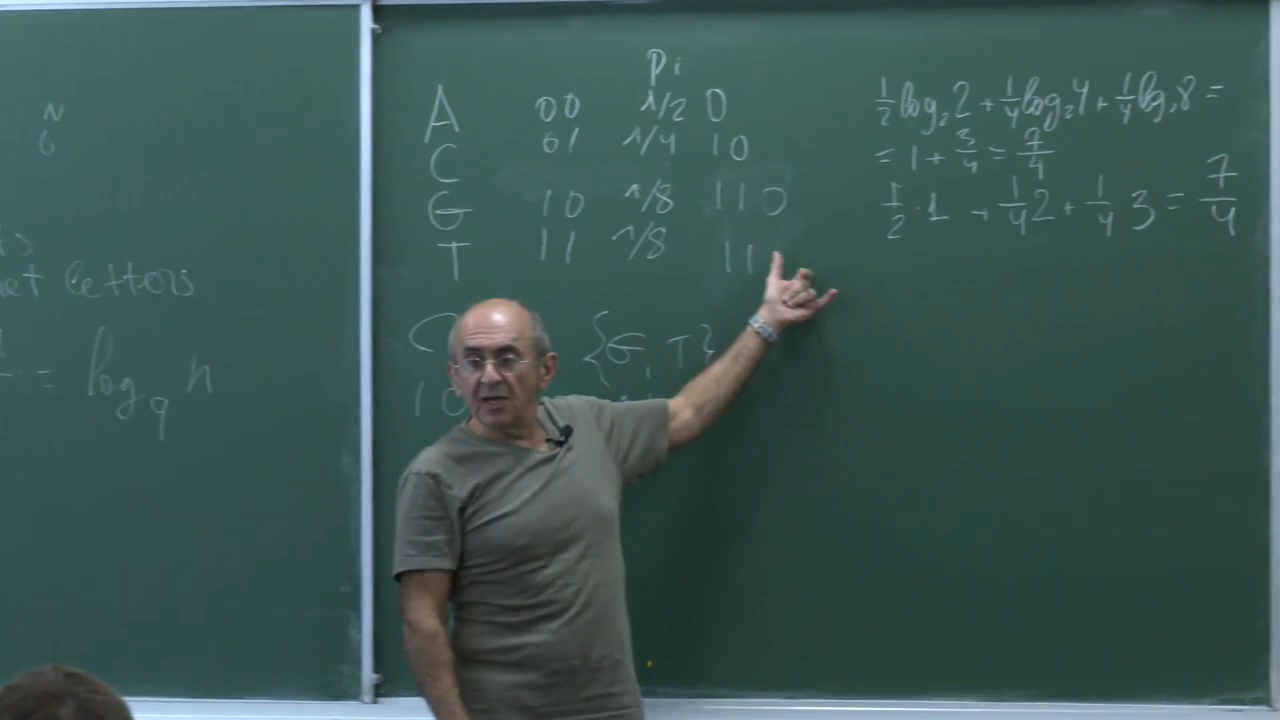 N
6
et letters
= log_q n
p_i
A 00 1/2 0
C 01 1/4 10
G 10 1/8 110
T 11 1/8 11
C {G, T}
10
1/2 log_2 2 + 1/4 log_2 4 + 1/4 log_2 8 =
= 1 + 3/4 = 7/4
1/2 · 1 + 1/4 2 + 1/4 3 = 7/4